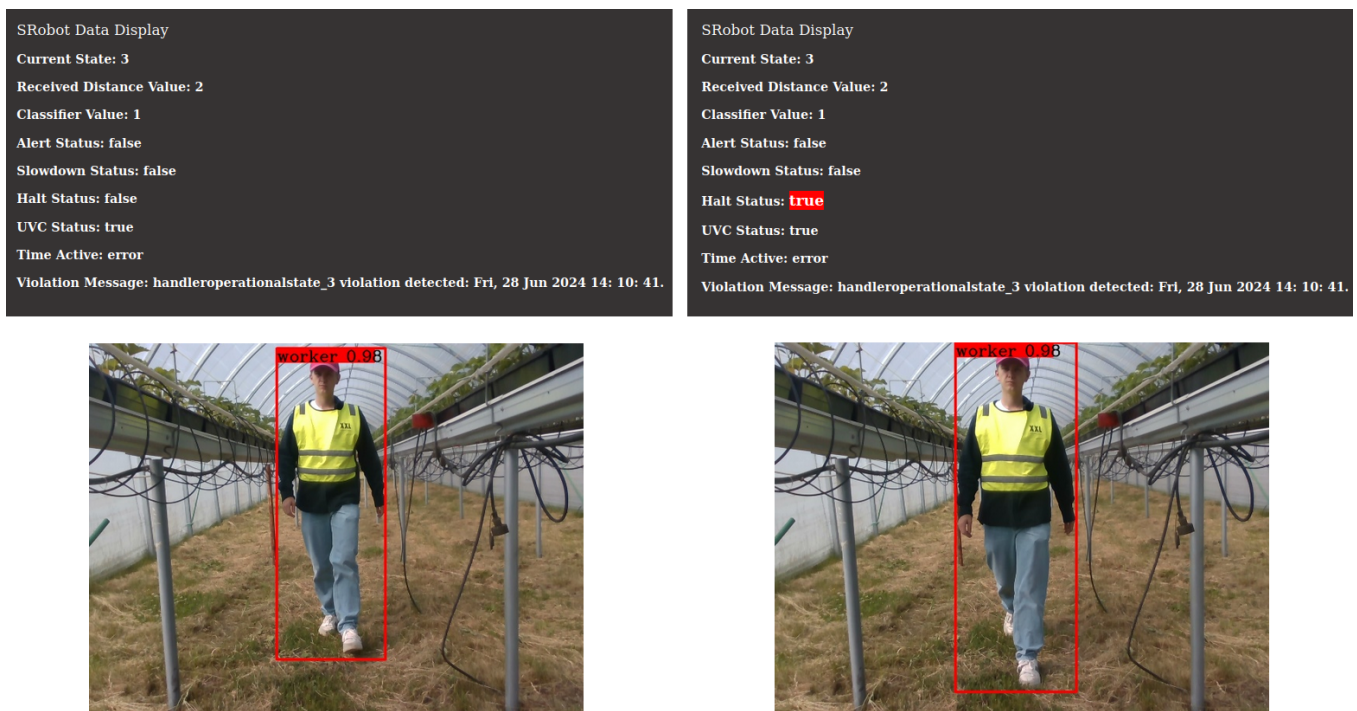 SRobot Data Display
Current State: 3
Received Distance Value: 2
Classifier Value: 1
Alert Status: false
Slowdown Status: false
Halt Status: false
UVC Status: true
Time Active: error
Violation Message: handleroperationalstate_3 violation detected: Fri, 28 Jun 2024 14: 10: 41.
worker 0.98
XXL
SRobot Data Display
Current State: 3
Received Distance Value: 2
Classifier Value: 1
Alert Status: false
Slowdown Status: false
Halt Status: true
UVC Status: true
Time Active: error
Violation Message: handleroperationalstate_3 violation detected: Fri, 28 Jun 2024 14: 10: 41.
worker 0.98
XXL